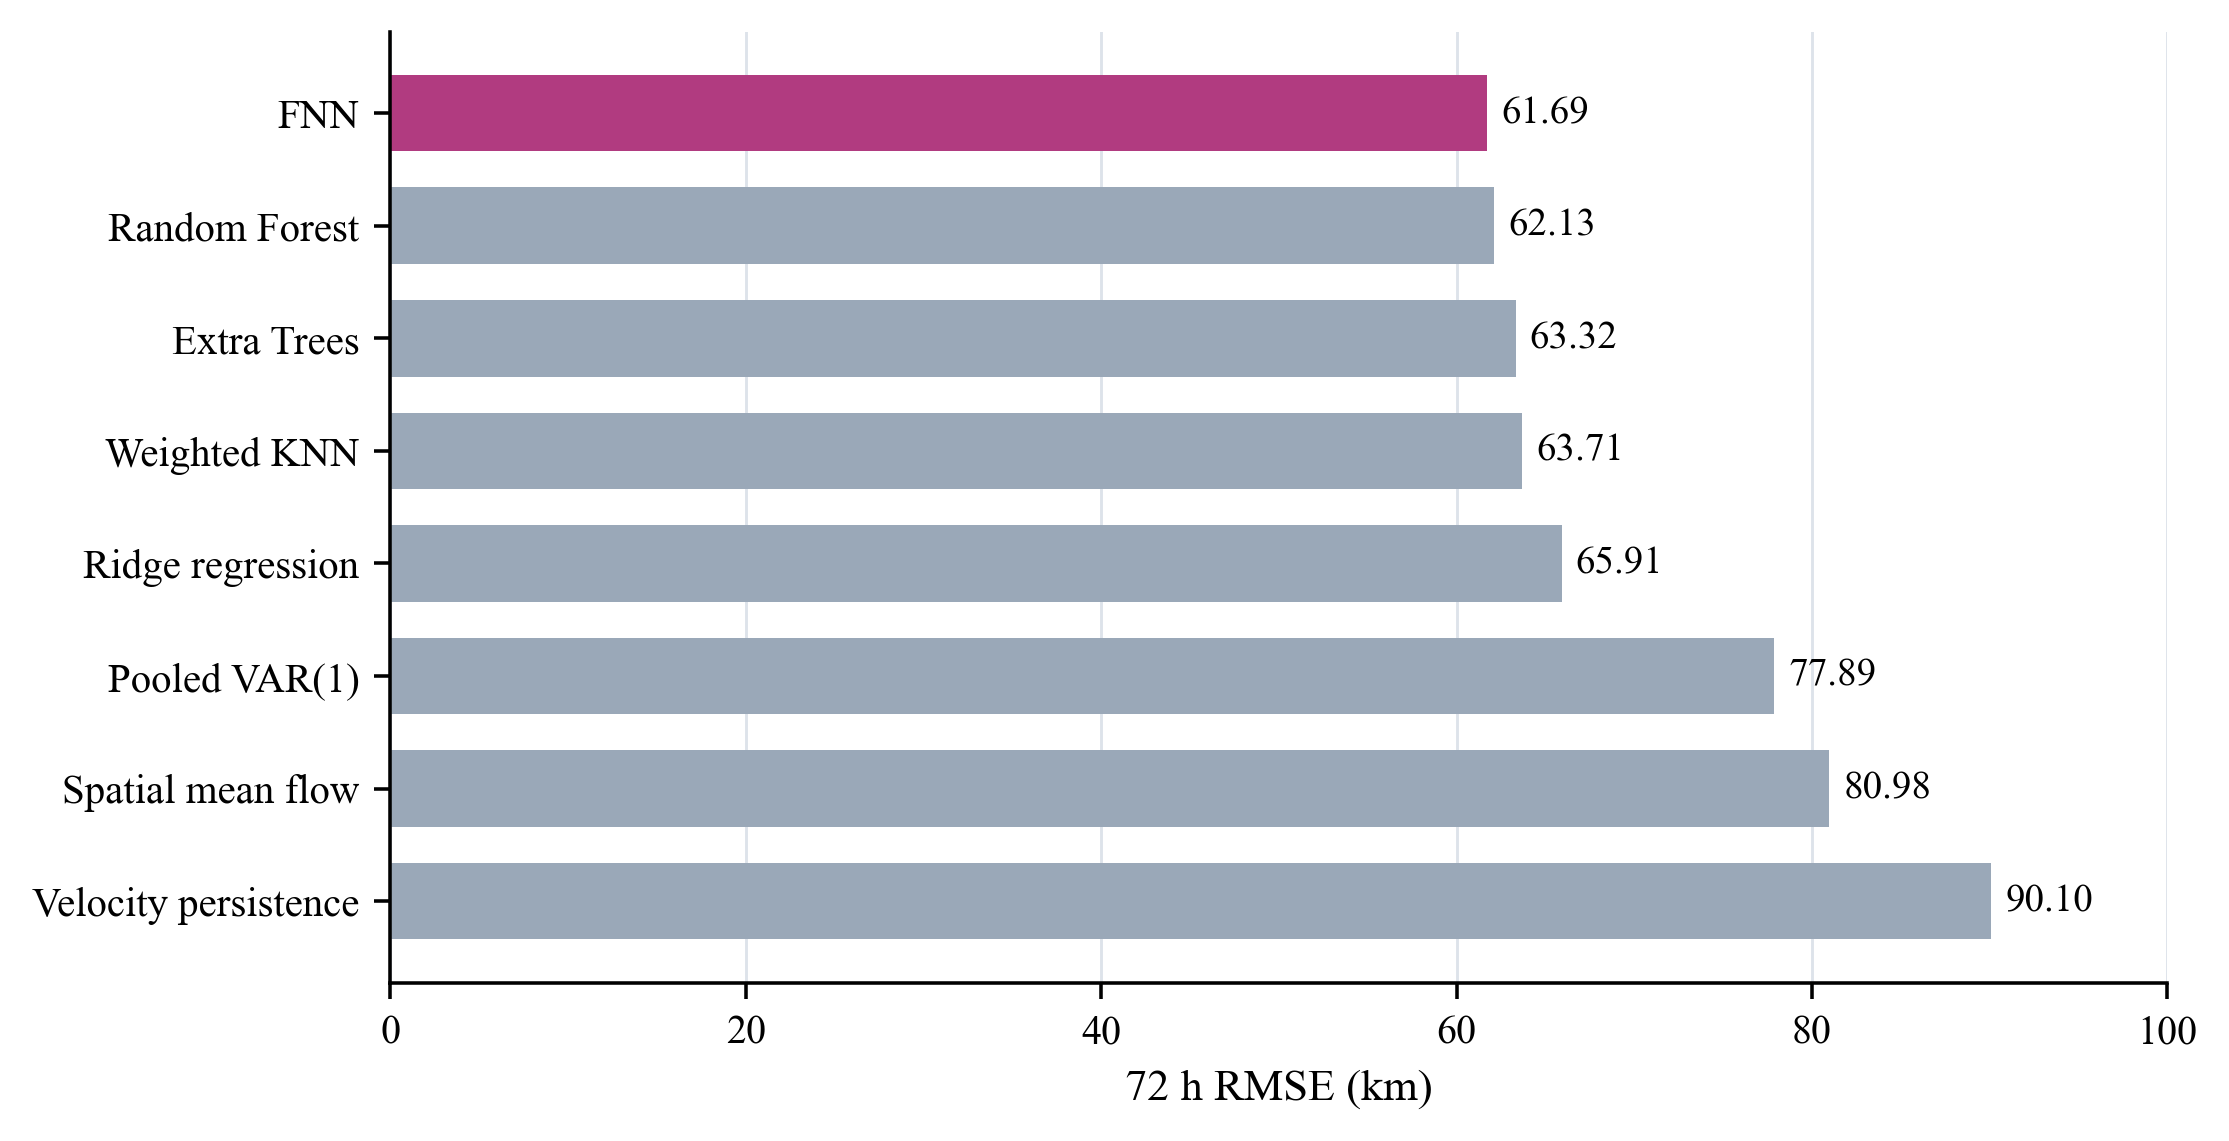 FNN 61.69
Random Forest 62.13
Extra Trees 63.32
Weighted KNN 63.71
Ridge regression 65.91
Pooled VAR(1) 77.89
Spatial mean flow 80.98
Velocity persistence 90.10
0 20 40 60 80 100
72 h RMSE (km)